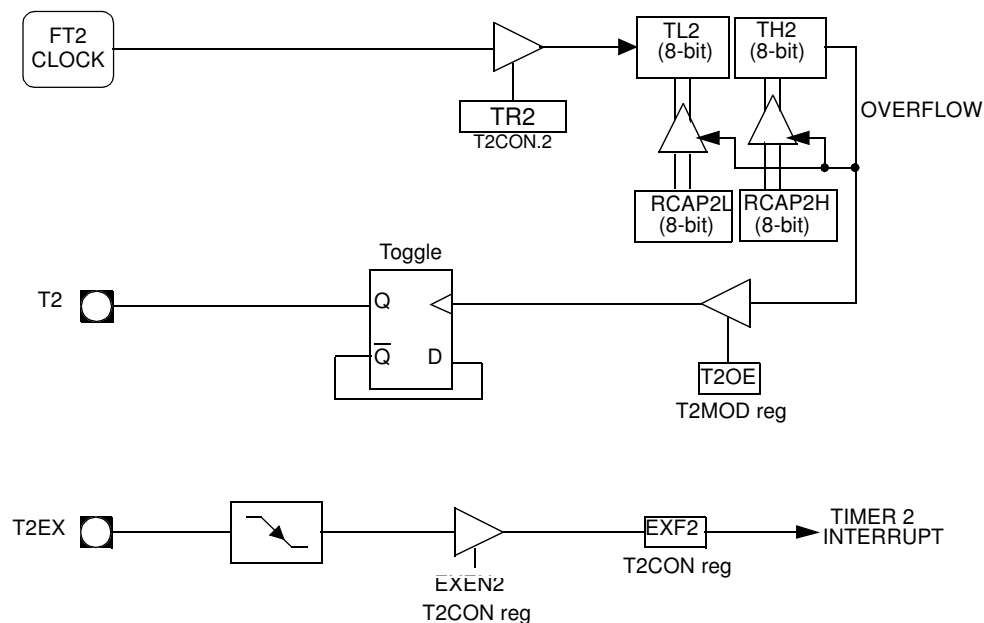 FT2
CLOCK
TL2
(8-bit)
TH2
(8-bit)
TR2
T2CON.2
OVERFLOW
RCAP2L
(8-bit)
RCAP2H
(8-bit)
Toggle
T2
Q
Q
D
T2OE
T2MOD reg
T2EX
EXEN2
T2CON reg
EXF2
T2CON reg
TIMER 2
INTERRUPT